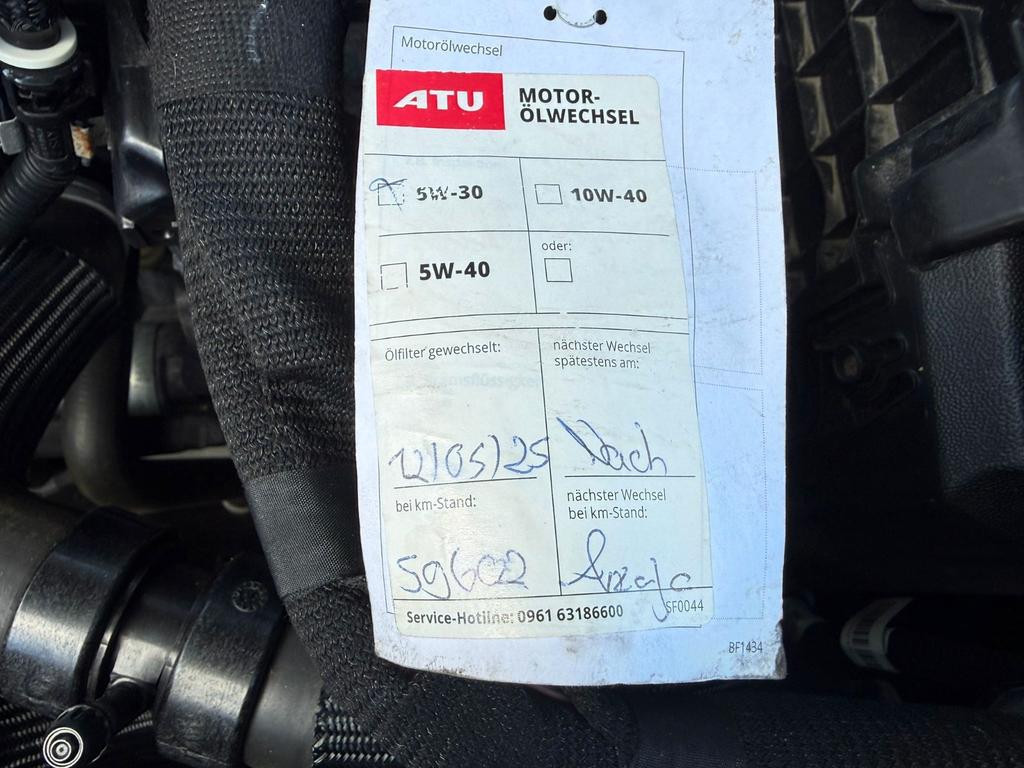 Motorölwechsel
ATU
MOTOR-
ÖLWECHSEL
5W-30
10W-40
5W-40
oder:
Ölfilter gewechselt:
nächster Wechsel
spätestens am:
12/05/25
Nach
bei km-Stand:
nächster Wechsel
bei km-Stand:
59602
Anzeige
Service-Hotline: 0961 63186600
SF0044
BF1434